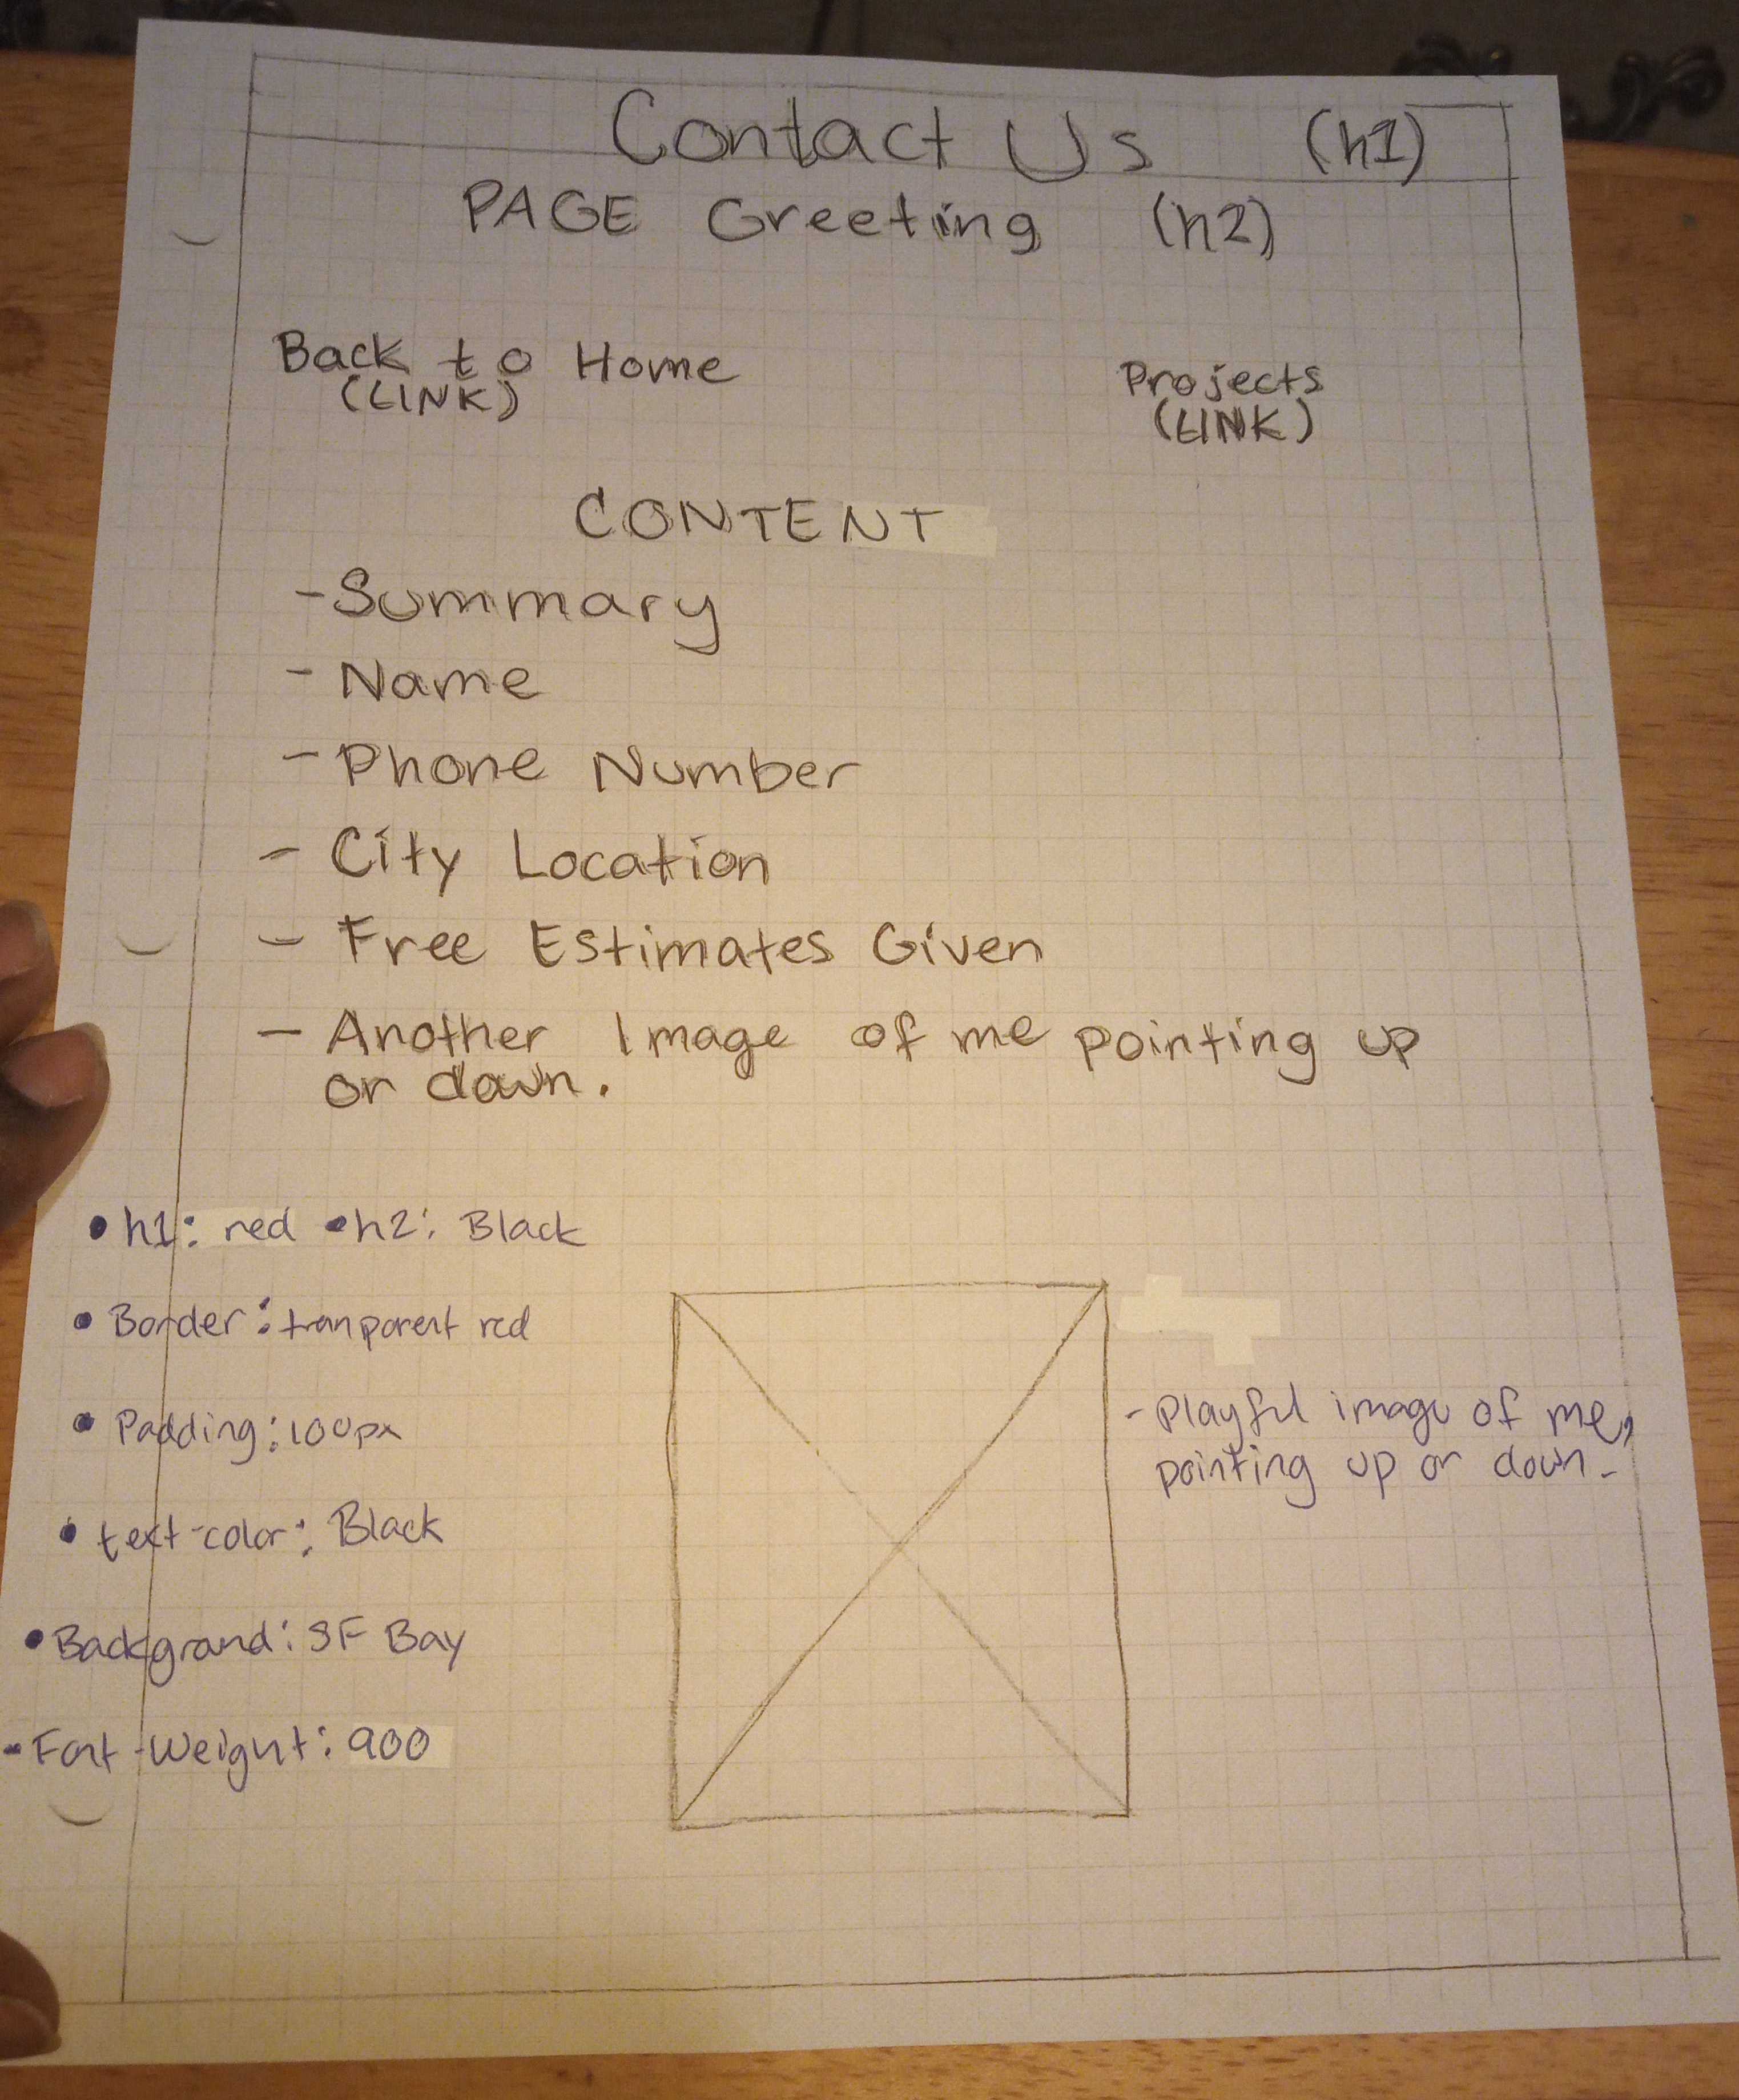 Contact Us (h1)
PAGE Greeting (h2)
Back to Home
(LINK)
Projects
(LINK)
CONTENT
- Summary
- Name
- Phone Number
- City Location
- Free Estimates Given
- Another Image of me pointing up
or down.
• h1: red • h2: Black
• Border: tranparent red
• Padding: 100px
• text-color: Black
• Backgrand: SF Bay
- Font-Weight: 900
- Playful image of me,
pointing up or down.